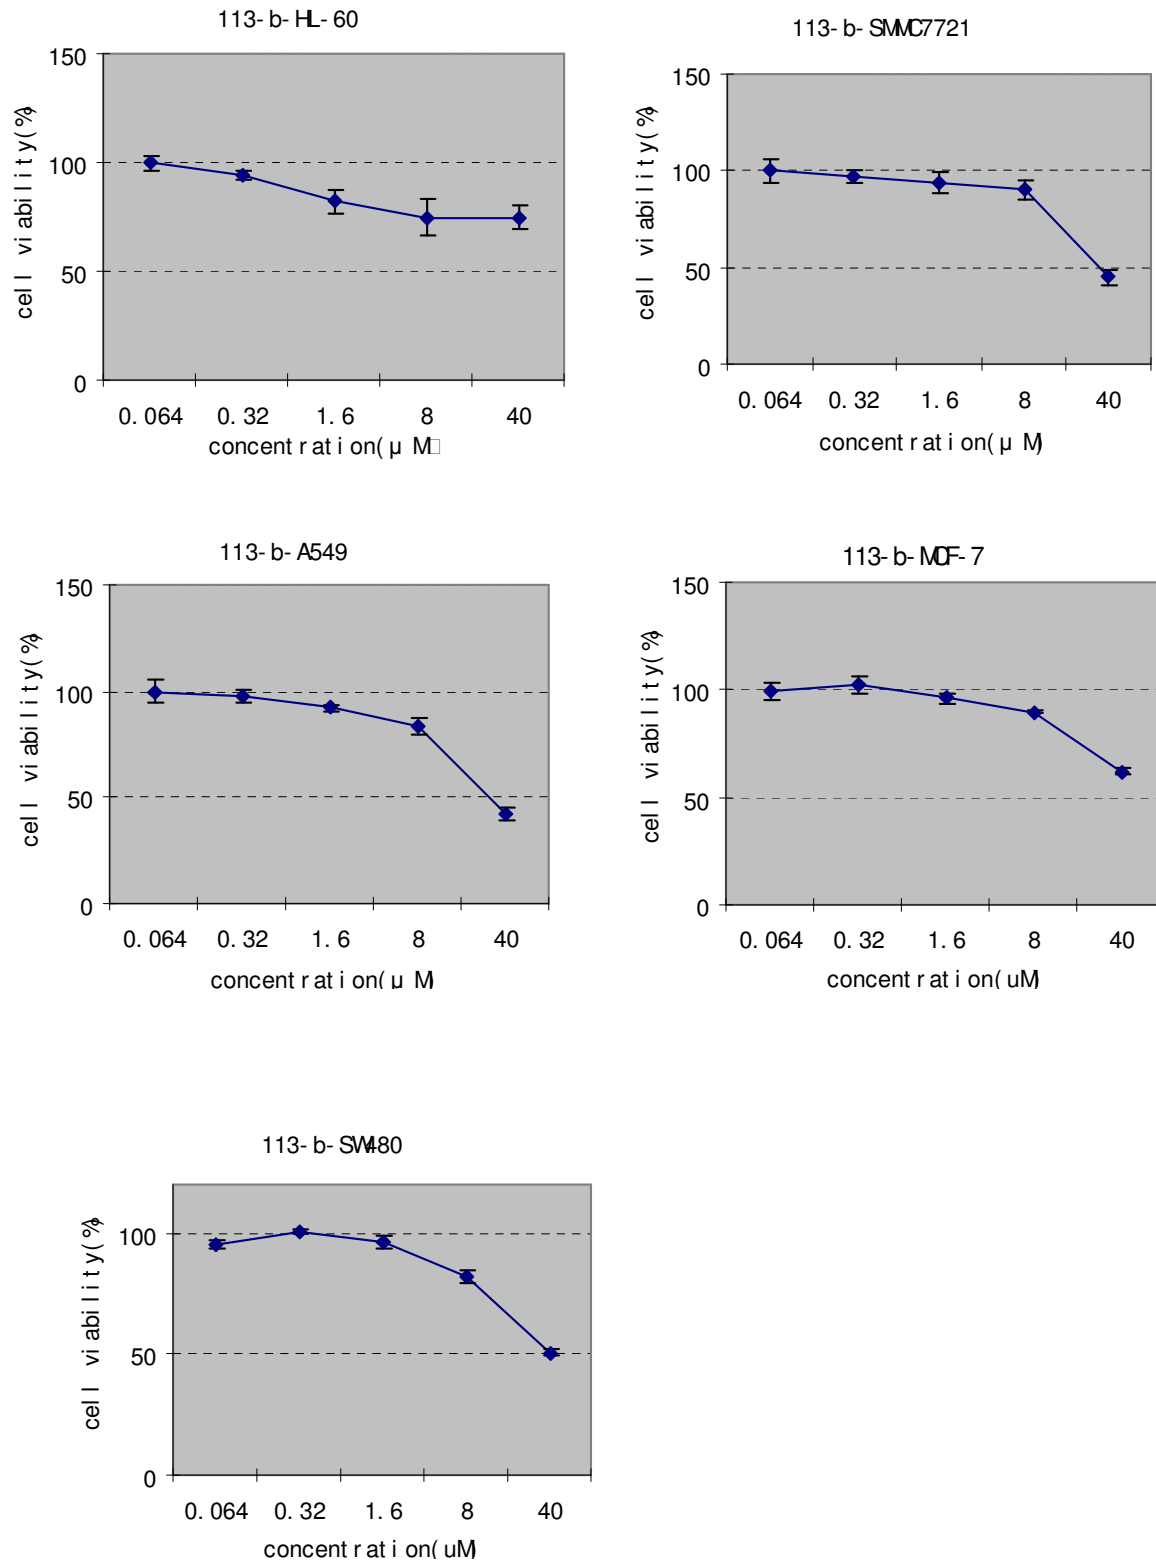 113-b-HL-60
150
100
50
0
cell viability(%)
0.064 0.32 1.6 8 40
concentration(µM□
113-b-SMMC7721
150
100
50
0
cell viability(%)
0.064 0.32 1.6 8 40
concentration(µM)
113-b-A549
150
100
50
0
cell viability(%)
0.064 0.32 1.6 8 40
concentration(µM)
113-b-MCF-7
150
100
50
0
cell viability(%)
0.064 0.32 1.6 8 40
concentration(uM)
113-b-SW480
100
50
0
cell viability(%)
0.064 0.32 1.6 8 40
concentration(uM)